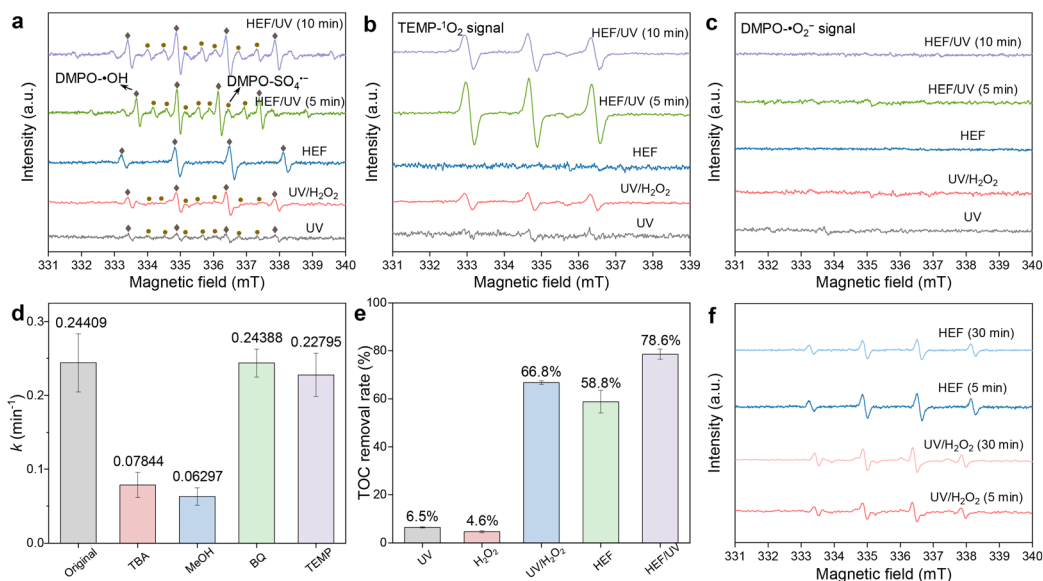 a
HEF/UV (10 min)
DMPO-•OH
DMPO-SO₄•−
HEF/UV (5 min)
HEF
UV/H₂O₂
UV
Intensity (a.u.)
331 332 333 334 335 336 337 338 339 340
Magnetic field (mT)
b
TEMP-¹O₂ signal
HEF/UV (10 min)
HEF/UV (5 min)
HEF
UV/H₂O₂
UV
Intensity (a.u.)
331 332 333 334 335 336 337 338 339
Magnetic field (mT)
c
DMPO-•O₂⁻ signal
HEF/UV (10 min)
HEF/UV (5 min)
HEF
UV/H₂O₂
UV
Intensity (a.u.)
331 332 333 334 335 336 337 338 339 340
Magnetic field (mT)
d
k (min⁻¹)
0.3
0.2
0.1
0.0
0.24409
0.07844
0.06297
0.24388
0.22795
Original
TBA
MeOH
BQ
TEMP
e
TOC removal rate (%)
100
80
60
40
20
0
6.5%
4.6%
66.8%
58.8%
78.6%
UV
H₂O₂
UV/H₂O₂
HEF
HEF/UV
f
HEF (30 min)
HEF (5 min)
UV/H₂O₂ (30 min)
UV/H₂O₂ (5 min)
Intensity (a.u.)
331 332 333 334 335 336 337 338 339 340
Magnetic field (mT)